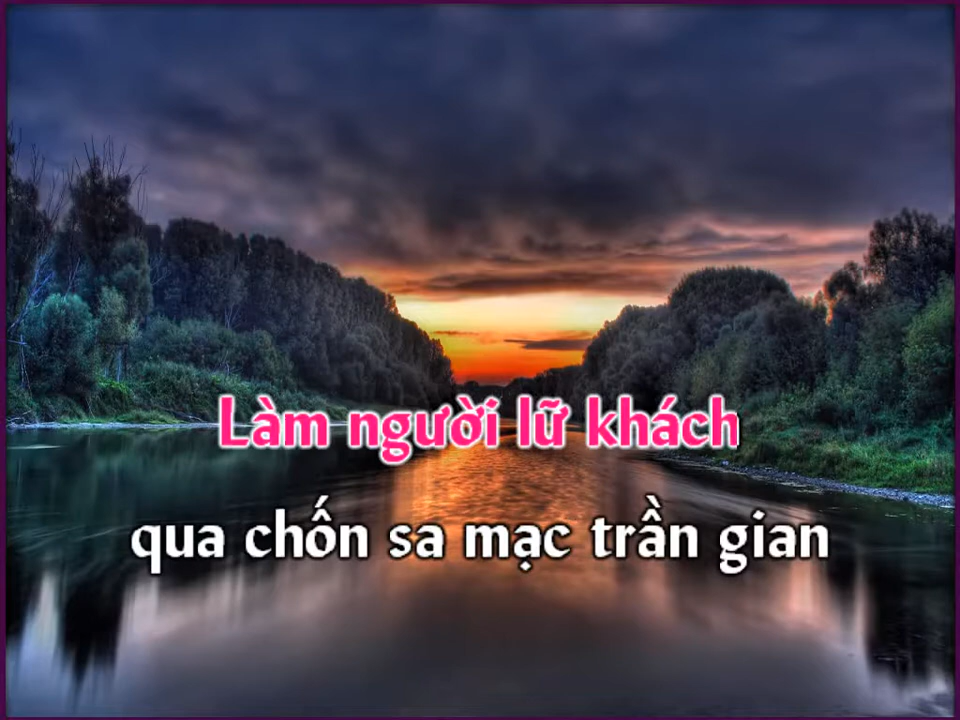 Làm người lữ khách
qua chốn sa mạc trần gian